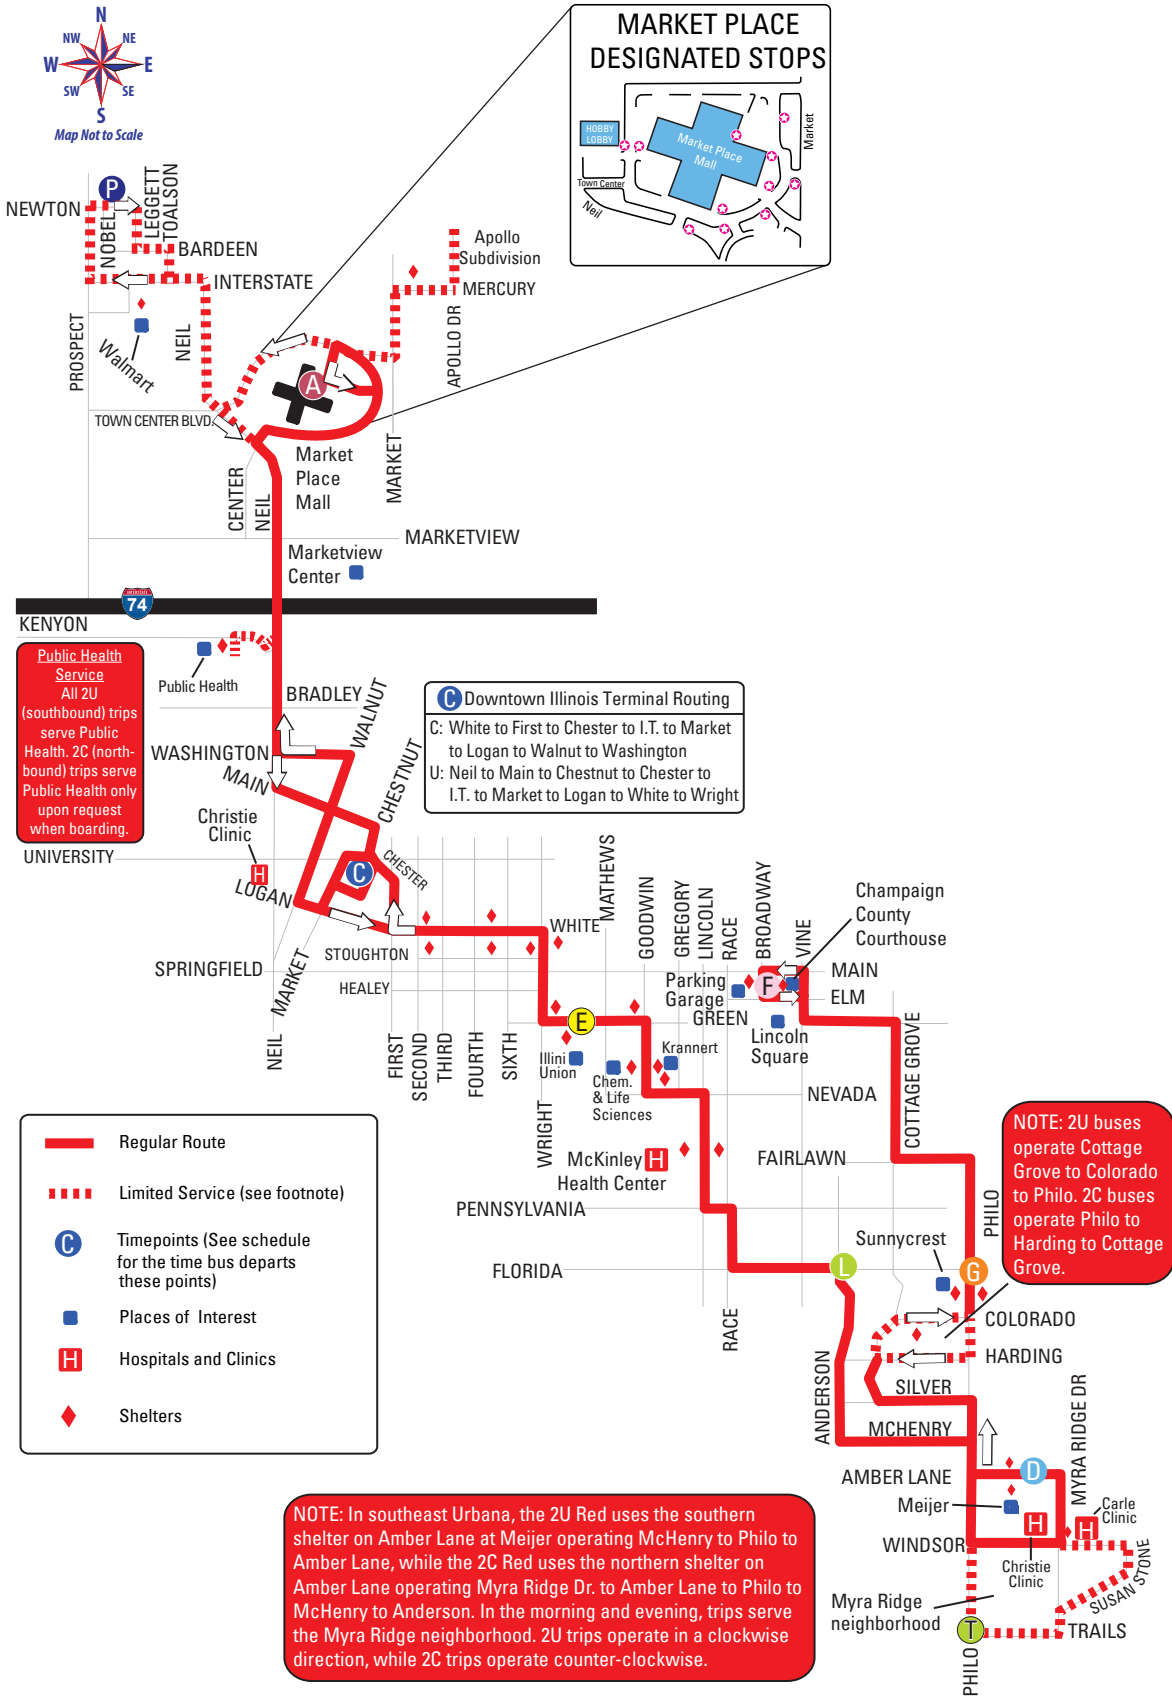 N
NW
NE
W
E
SW
SE
S
Map Not to Scale
MARKET PLACE
DESIGNATED STOPS
HOBBY
LOBBY
Market Place
Mall
Market
Town Center
Neil
P
NEWTON
NOBEL
LEGGETT
TOALSON
BARDEEN
INTERSTATE
PROSPECT
NEIL
Walmart
Apollo
Subdivision
MERCURY
APOLLO DR
A
TOWN CENTER BLVD.
Market
Place
Mall
MARKET
CENTER
NEIL
MARKETVIEW
Marketview
Center
INTERSTATE
74
KENYON
Public Health
Service
All 2U
(southbound) trips
serve Public
Health. 2C (north-
bound) trips serve
Public Health only
upon request
when boarding.
Public Health
BRADLEY
WALNUT
WASHINGTON
MAIN
CHESTNUT
C Downtown Illinois Terminal Routing
C: White to First to Chester to I.T. to Market
to Logan to Walnut to Washington
U: Neil to Main to Chestnut to Chester to
I.T. to Market to Logan to White to Wright
Christie
Clinic
H
UNIVERSITY
LOGAN
C
CHESTER
MARKET
STOUGHTON
SPRINGFIELD
HEALEY
NEIL
FIRST
SECOND
THIRD
FOURTH
SIXTH
WRIGHT
WHITE
MATHEWS
GOODWIN
GREGORY
LINCOLN
RACE
BROADWAY
VINE
Champaign
County
Courthouse
MAIN
ELM
Parking
Garage
F
GREEN
Lincoln
Square
E
Illini
Union
Chem.
& Life
Sciences
Krannert
NEVADA
COTTAGE GROVE
McKinley
Health Center
H
FAIRLAWN
PENNSYLVANIA
FLORIDA
RACE
L
PHILO
Sunnycrest
G
NOTE: 2U buses
operate Cottage
Grove to Colorado
to Philo. 2C buses
operate Philo to
Harding to Cottage
Grove.
COLORADO
HARDING
SILVER
ANDERSON
MCHENRY
MYRA RIDGE DR
AMBER LANE
D
Meijer
H
H
Carle
Clinic
WINDSOR
Christie
Clinic
SUSAN STONE
Myra Ridge
neighborhood
T
TRAILS
PHILO
Regular Route
Limited Service (see footnote)
C
Timepoints (See schedule
for the time bus departs
these points)
Places of Interest
H
Hospitals and Clinics
Shelters
NOTE: In southeast Urbana, the 2U Red uses the southern
shelter on Amber Lane at Meijer operating McHenry to Philo to
Amber Lane, while the 2C Red uses the northern shelter on
Amber Lane operating Myra Ridge Dr. to Amber Lane to Philo to
McHenry to Anderson. In the morning and evening, trips serve
the Myra Ridge neighborhood. 2U trips operate in a clockwise
direction, while 2C trips operate counter-clockwise.